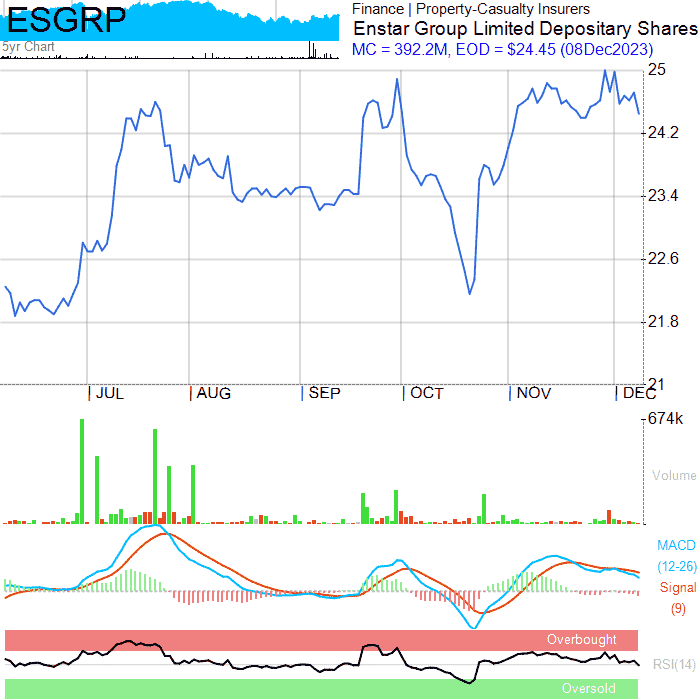 ESGRP
5yr Chart
Finance | Property-Casualty Insurers
Enstar Group Limited Depositary Shares
MC = 392.2M, EOD = $24.45 (08Dec2023)
25
24.2
23.4
22.6
21.8
21
JUL AUG SEP OCT NOV DEC
674k
Volume
MACD
(12-26)
Signal
(9)
Overbought
RSI(14)
Oversold